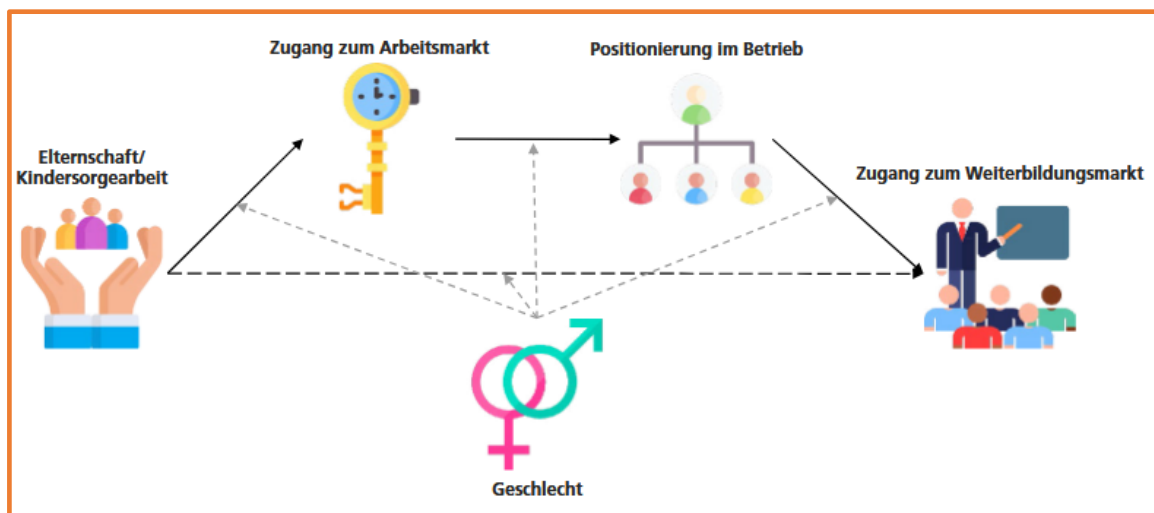 Zugang zum Arbeitsmarkt
Positionierung im Betrieb
Elternschaft/
Kindersorgearbeit
Zugang zum Weiterbildungsmarkt
Geschlecht